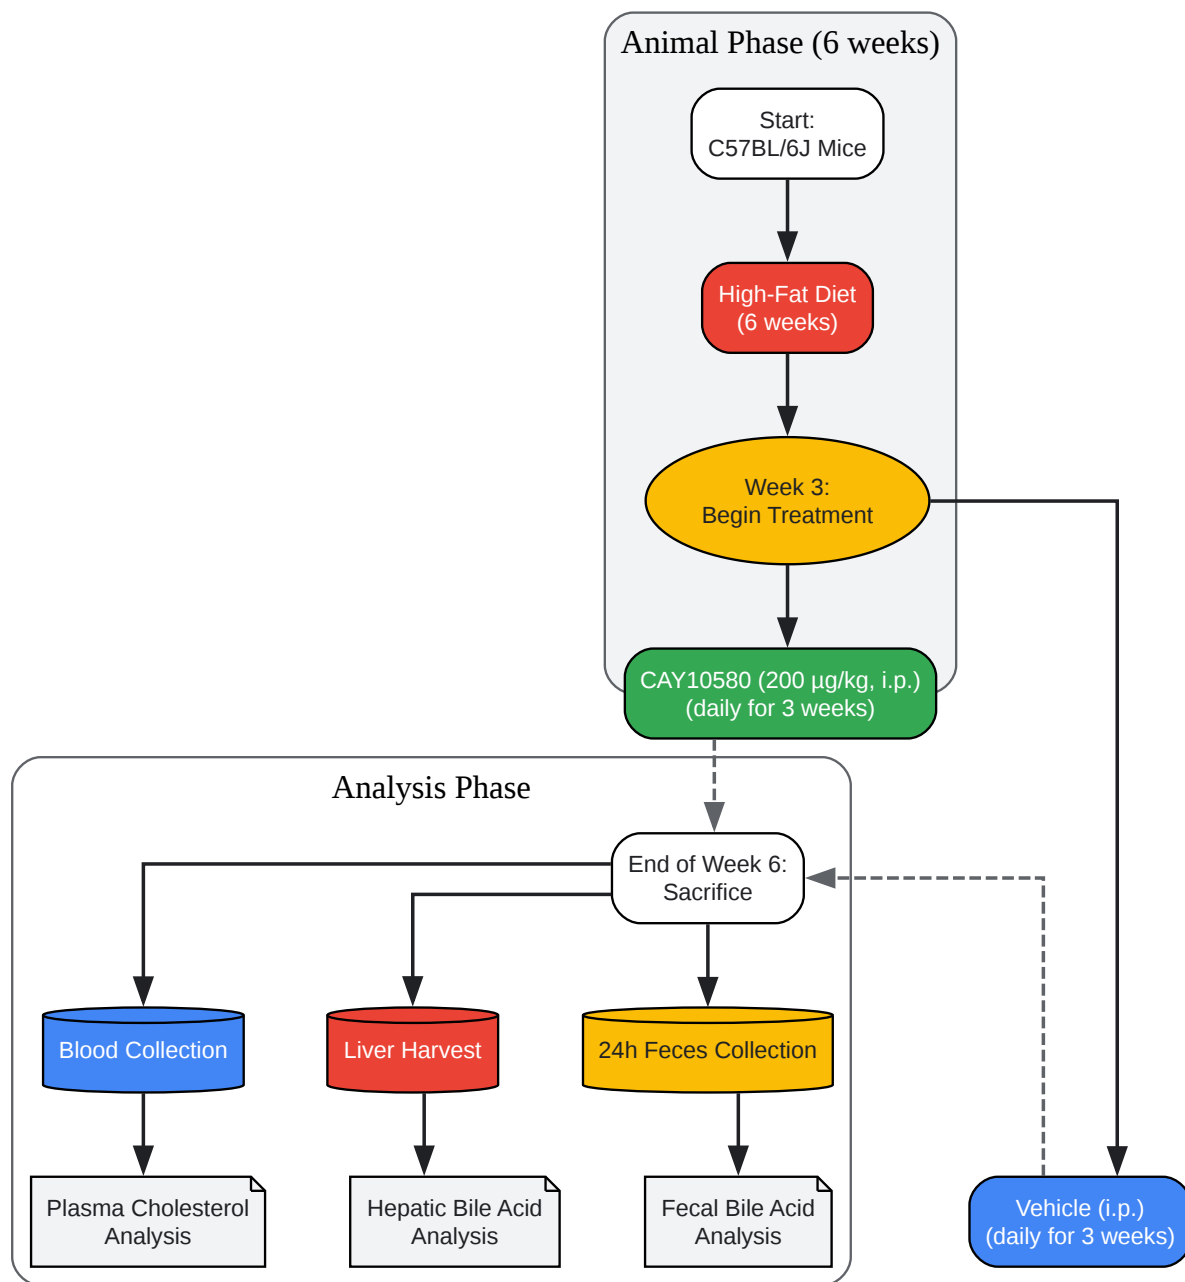 Animal Phase (6 weeks)
Start:
C57BL/6J Mice
High-Fat Diet
(6 weeks)
Week 3:
Begin Treatment
CAY10580 (200 µg/kg, i.p.)
(daily for 3 weeks)
Analysis Phase
End of Week 6:
Sacrifice
Blood Collection
Liver Harvest
24h Feces Collection
Plasma Cholesterol
Analysis
Hepatic Bile Acid
Analysis
Fecal Bile Acid
Analysis
Vehicle (i.p.)
(daily for 3 weeks)